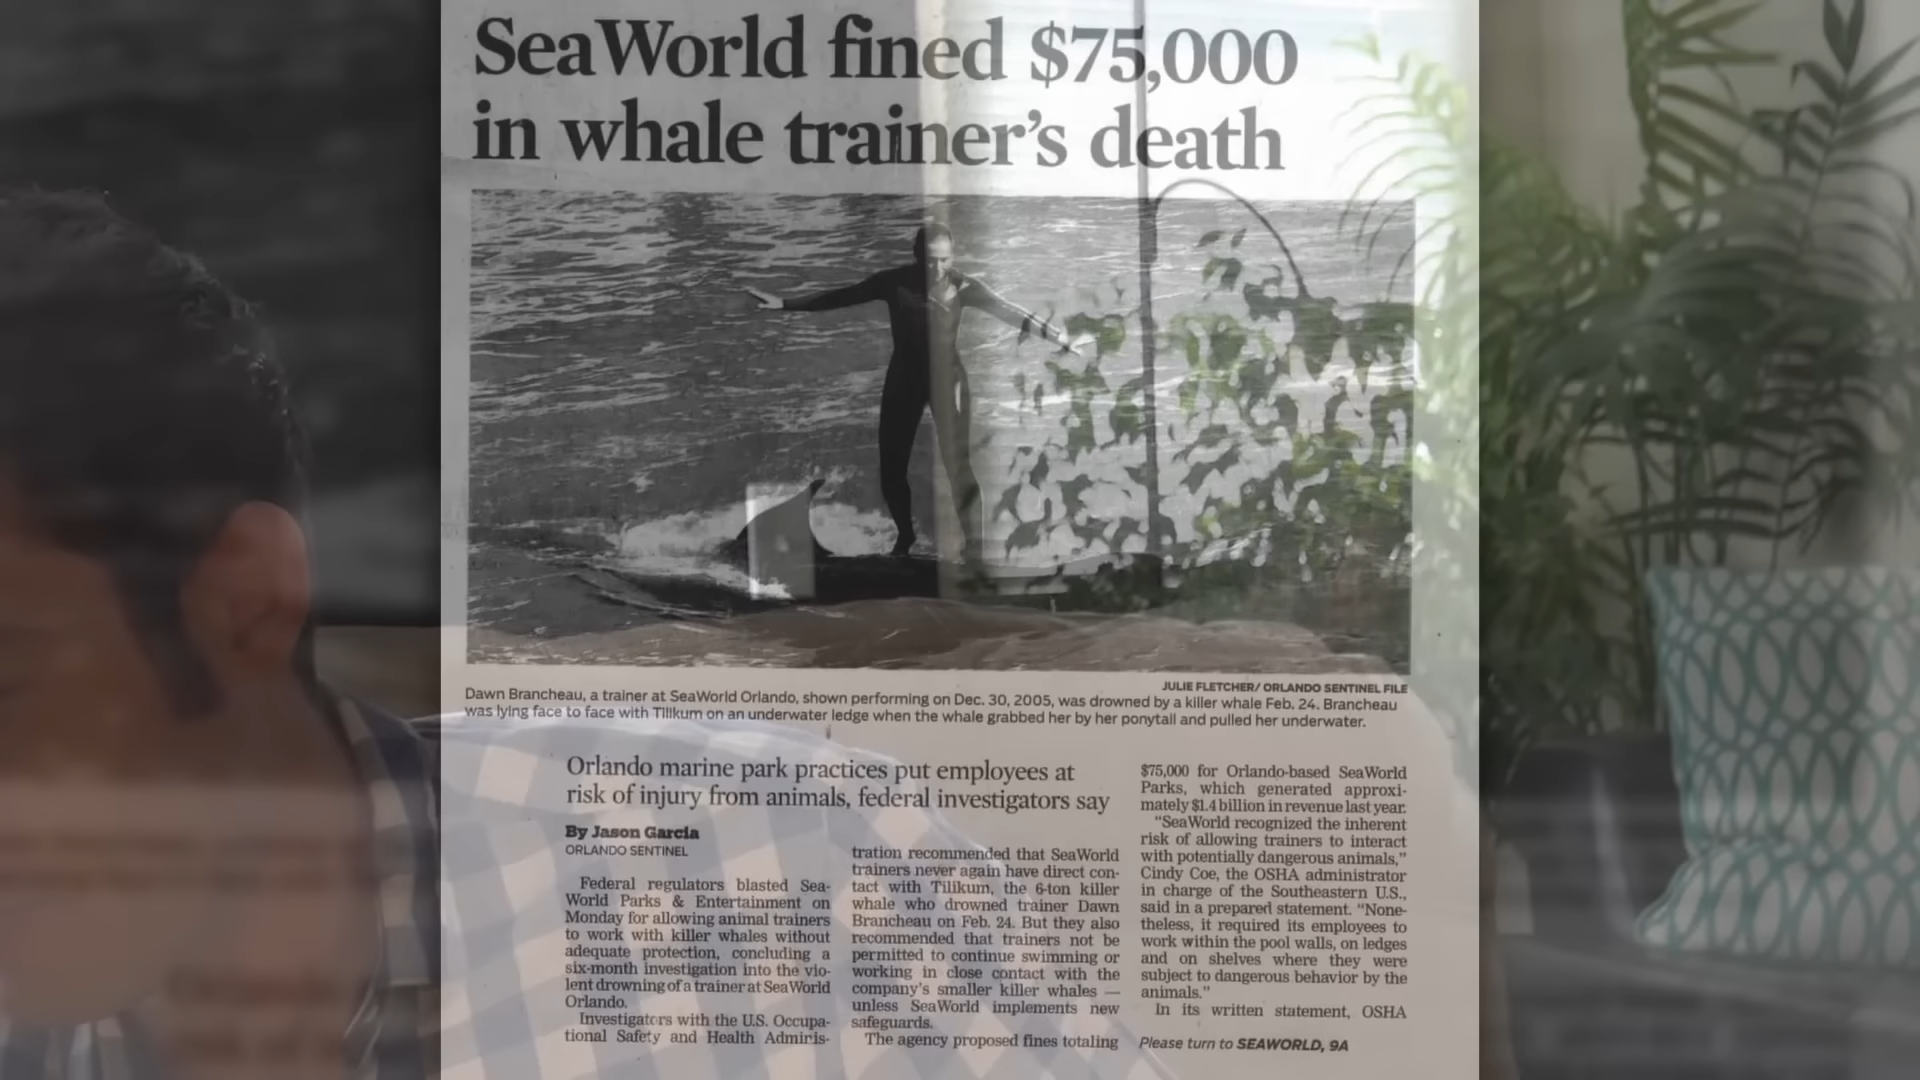 SeaWorld fined $75,000
in whale trainer's death
JULIE FLETCHER/ ORLANDO SENTINEL FILE
Dawn Brancheau, a trainer at SeaWorld Orlando, shown performing on Dec. 30, 2005, was drowned by a killer whale Feb. 24. Brancheau
was lying face to face with Tilikum on an underwater ledge when the whale grabbed her by her ponytail and pulled her underwater.
Orlando marine park practices put employees at
risk of injury from animals, federal investigators say
By Jason Garcia
ORLANDO SENTINEL
Federal regulators blasted Sea-
World Parks & Entertainment on
Monday for allowing animal trainers
to work with killer whales without
adequate protection, concluding a
six-month investigation into the vio-
lent drowning of a trainer at SeaWorld
Orlando.
Investigators with the U.S. Occupa-
tional Safety and Health Adminis-
tration recommended that SeaWorld
trainers never again have direct con-
tact with Tilikum, the 6-ton killer
whale who drowned trainer Dawn
Brancheau on Feb. 24. But they also
recommended that trainers not be
permitted to continue swimming or
working in close contact with the
company's smaller killer whales —
unless SeaWorld implements new
safeguards.
The agency proposed fines totaling
$75,000 for Orlando-based SeaWorld
Parks, which generated approxi-
mately $1.4 billion in revenue last year.
"SeaWorld recognized the inherent
risk of allowing trainers to interact
with potentially dangerous animals,"
Cindy Coe, the OSHA administrator
in charge of the Southeastern U.S.,
said in a prepared statement. "None-
theless, it required its employees to
work within the pool walls, on ledges
and on shelves where they were
subject to dangerous behavior by the
animals."
In its written statement, OSHA
Please turn to SEAWORLD, 9A